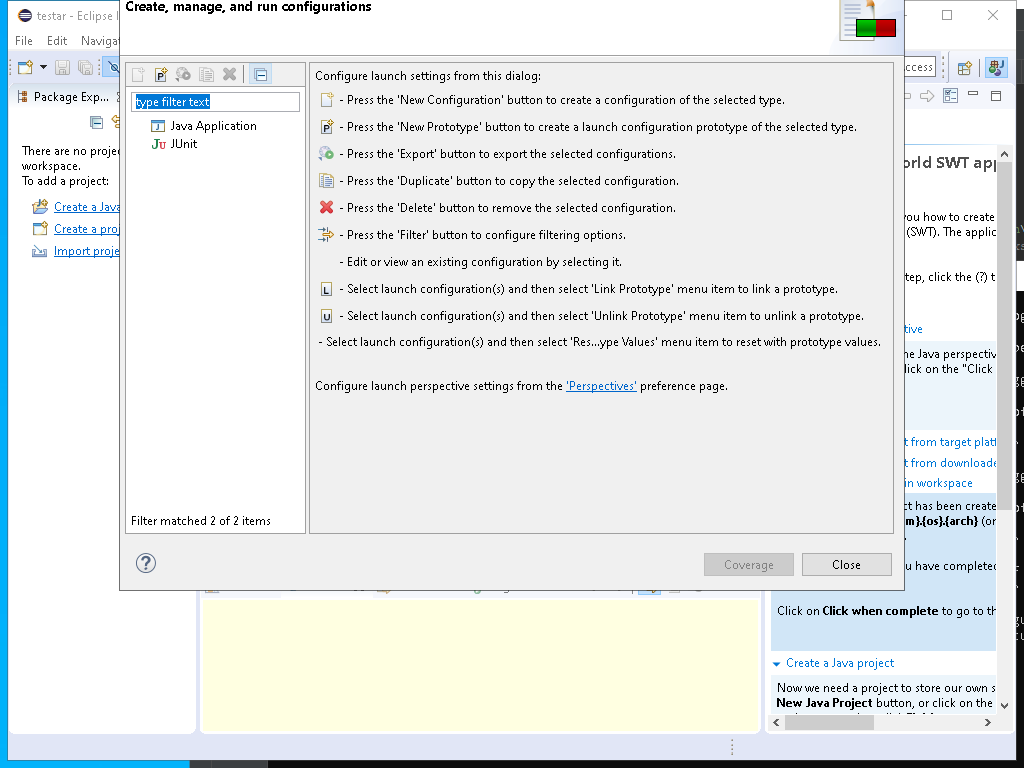 testar - Eclipse
Create, manage, and run configurations
File Edit Navigat
Package Exp...
There are no proje
workspace.
To add a project:
Create a Java
Create a pro
Import proje
type filter text
Java Application
JUnit
Filter matched 2 of 2 items
Configure launch settings from this dialog:
- Press the 'New Configuration' button to create a configuration of the selected type.
- Press the 'New Prototype' button to create a launch configuration prototype of the selected type.
- Press the 'Export' button to export the selected configurations.
- Press the 'Duplicate' button to copy the selected configuration.
- Press the 'Delete' button to remove the selected configuration.
- Press the 'Filter' button to configure filtering options.
- Edit or view an existing configuration by selecting it.
- Select launch configuration(s) and then select 'Link Prototype' menu item to link a prototype.
- Select launch configuration(s) and then select 'Unlink Prototype' menu item to unlink a prototype.
- Select launch configuration(s) and then select 'Res...ype Values' menu item to reset with prototype values.
Configure launch perspective settings from the 'Perspectives' preference page.
Coverage
Close
ccess
orld SWT app
you how to create
(SWT). The applic
tep, click the (?) t
tive
he Java perspectiv
lick on the "Click
t from target platf
t from downloade
in workspace
ct has been create
m}.{os}.{arch} (or
u have completed
Click on Click when complete to go to th
Create a Java project
Now we need a project to store our own s
New Java Project button, or click on the